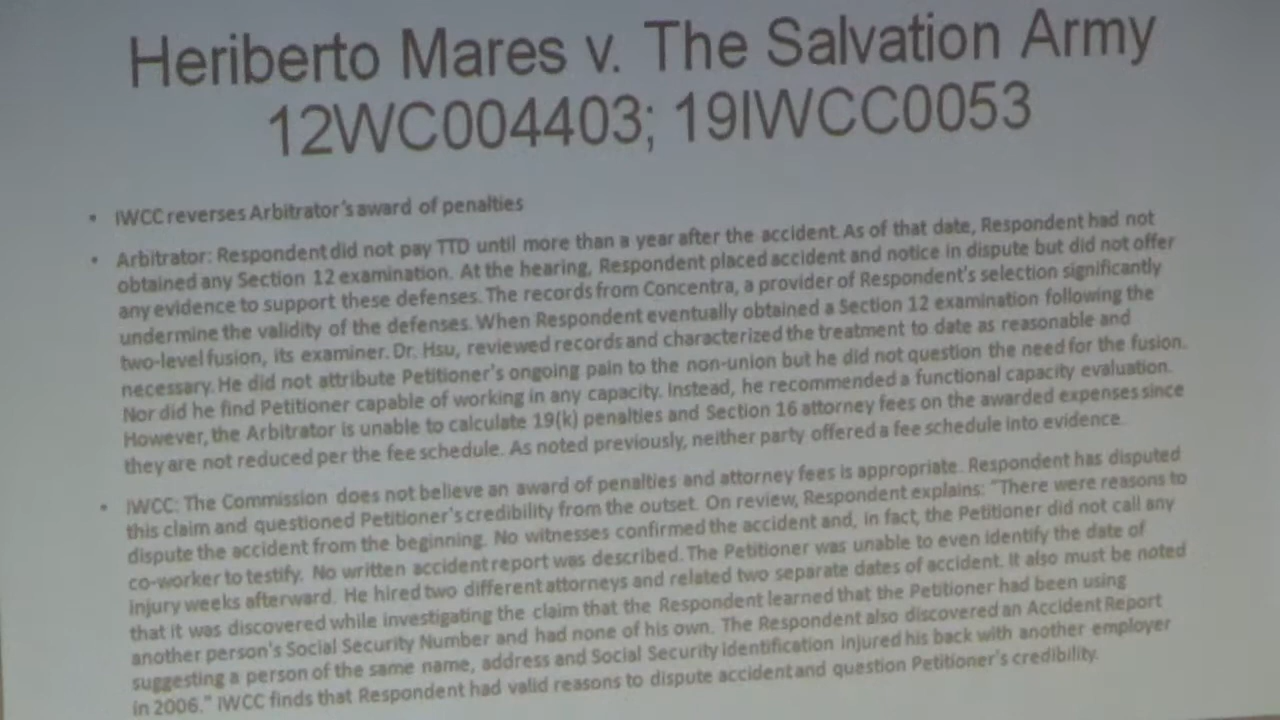 Heriberto Mares v. The Salvation Army
12WC004403; 19IWCC0053
• IWCC reverses Arbitrator's award of penalties
• Arbitrator: Respondent did not pay TTD until more than a year after the accident. As of that date, Respondent had not
obtained any Section 12 examination. At the hearing, Respondent placed accident and notice in dispute but did not offer
any evidence to support these defenses. The records from Concentra, a provider of Respondent's selection significantly
undermine the validity of the defenses. When Respondent eventually obtained a Section 12 examination following the
two-level fusion, its examiner. Dr. Hsu, reviewed records and characterized the treatment to date as reasonable and
necessary. He did not attribute Petitioner's ongoing pain to the non-union but he did not question the need for the fusion.
Nor did he find Petitioner capable of working in any capacity. Instead, he recommended a functional capacity evaluation.
However, the Arbitrator is unable to calculate 19(k) penalties and Section 16 attorney fees on the awarded expenses since
they are not reduced per the fee schedule. As noted previously, neither party offered a fee schedule into evidence.
• IWCC: The Commission does not believe an award of penalties and attorney fees is appropriate. Respondent has disputed
this claim and questioned Petitioner's credibility from the outset. On review, Respondent explains: "There were reasons to
dispute the accident from the beginning. No witnesses confirmed the accident and, in fact, the Petitioner did not call any
co-worker to testify. No written accident report was described. The Petitioner was unable to even identify the date of
injury weeks afterward. He hired two different attorneys and related two separate dates of accident. It also must be noted
that it was discovered while investigating the claim that the Respondent learned that the Petitioner had been using
another person's Social Security Number and had none of his own. The Respondent also discovered an Accident Report
suggesting a person of the same name, address and Social Security identification injured his back with another employer
in 2006." IWCC finds that Respondent had valid reasons to dispute accident and question Petitioner's credibility.